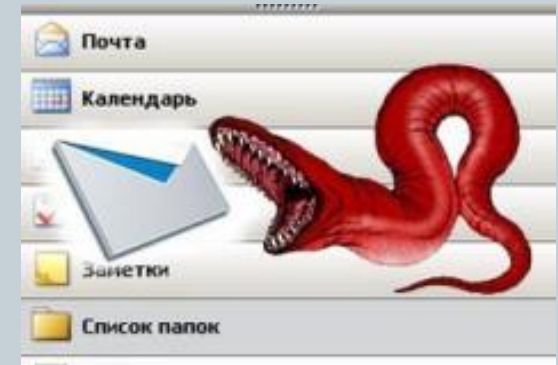 Почта
Календарь
Заметки
Список папок